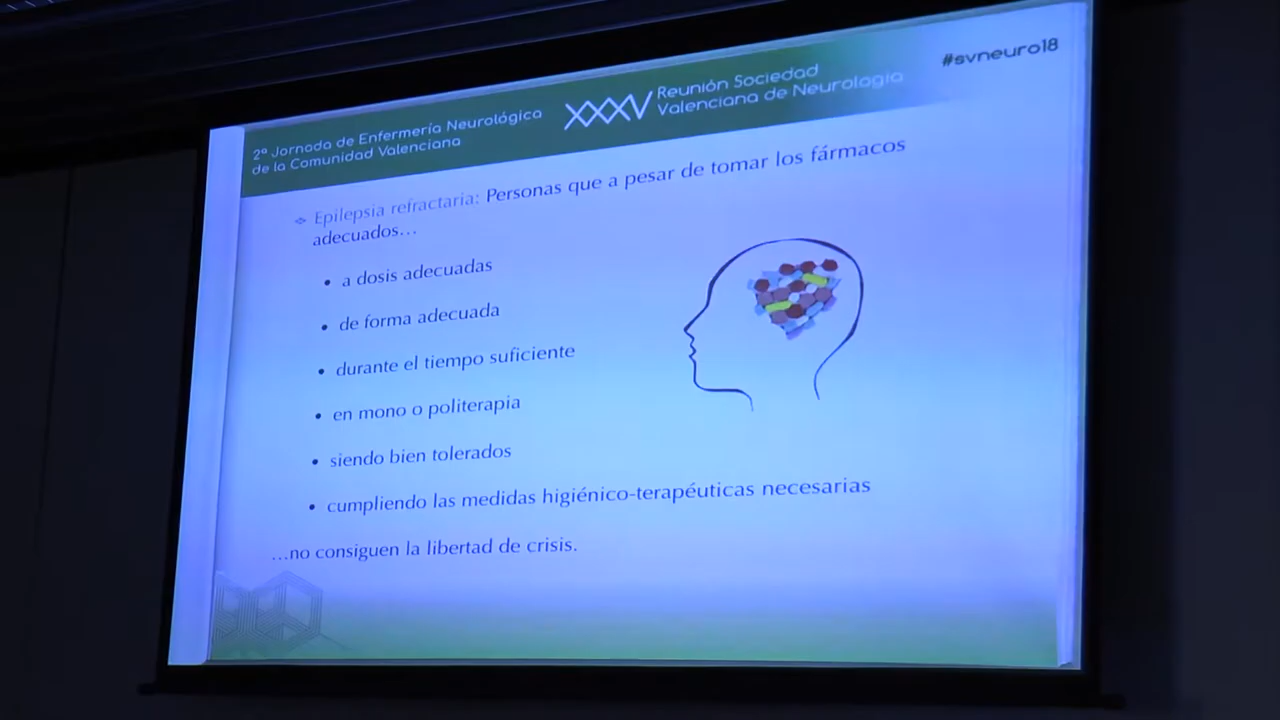 2ª Jornada de Enfermería Neurológica
de la Comunidad Valenciana
XXXV
Reunión Sociedad
Valenciana de Neurología
#svneuro18
Epilepsia refractaria: Personas que a pesar de tomar los fármacos
adecuados...
• a dosis adecuadas
• de forma adecuada
• durante el tiempo suficiente
• en mono o politerapia
• siendo bien tolerados
• cumpliendo las medidas higiénico-terapéuticas necesarias
...no consiguen la libertad de crisis.